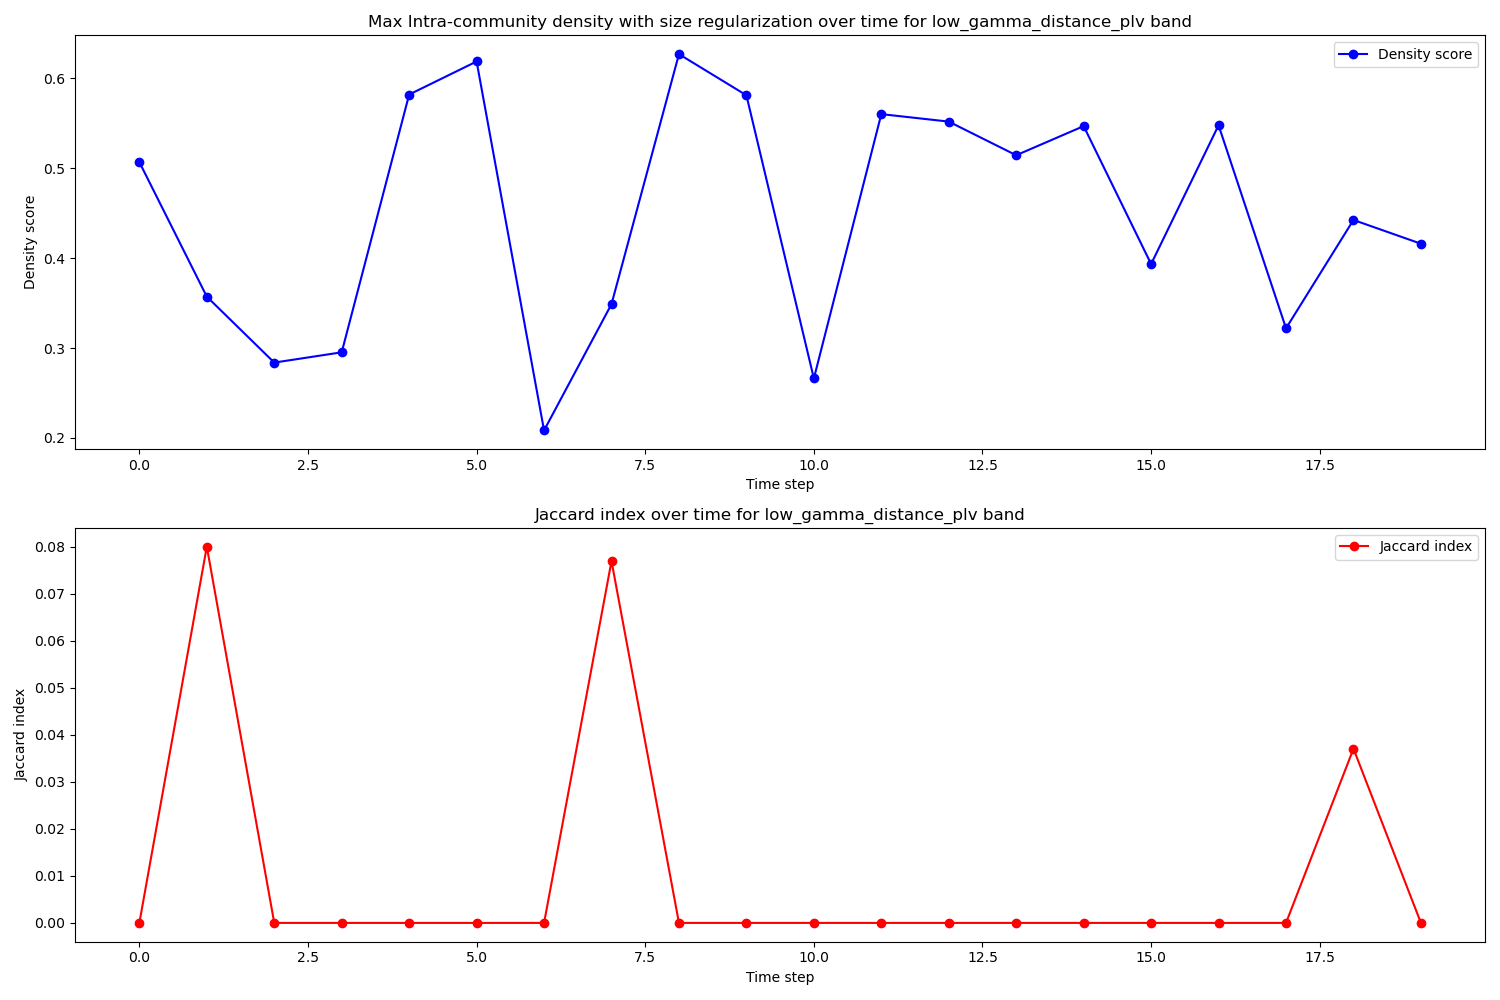 Max Intra-community density with size regularization over time for low_gamma_distance_plv band
Density score
0.6
0.5
0.4
0.3
0.2
Density score
0.0 2.5 5.0 7.5 10.0 12.5 15.0 17.5
Time step
Jaccard index over time for low_gamma_distance_plv band
Jaccard index
0.08
0.07
0.06
0.05
0.04
0.03
0.02
0.01
0.00
Jaccard index
0.0 2.5 5.0 7.5 10.0 12.5 15.0 17.5
Time step